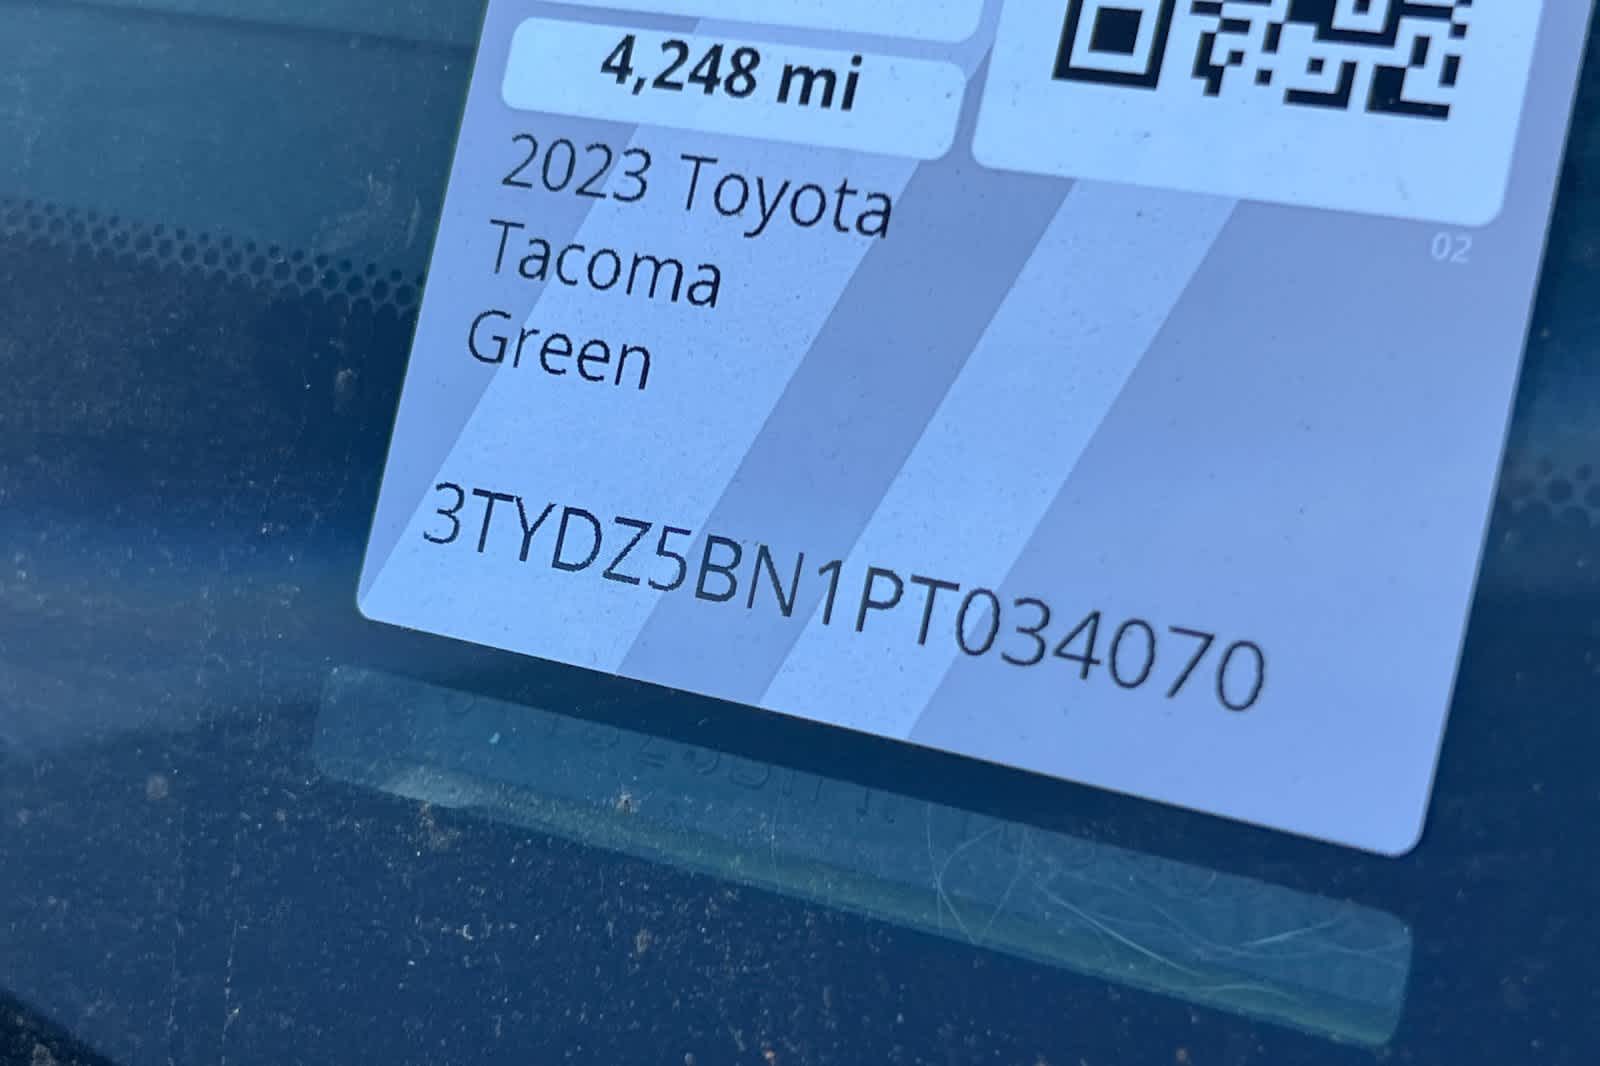 4,248 mi
02
2023 Toyota
Tacoma
Green
3TYDZ5BN1PT034070